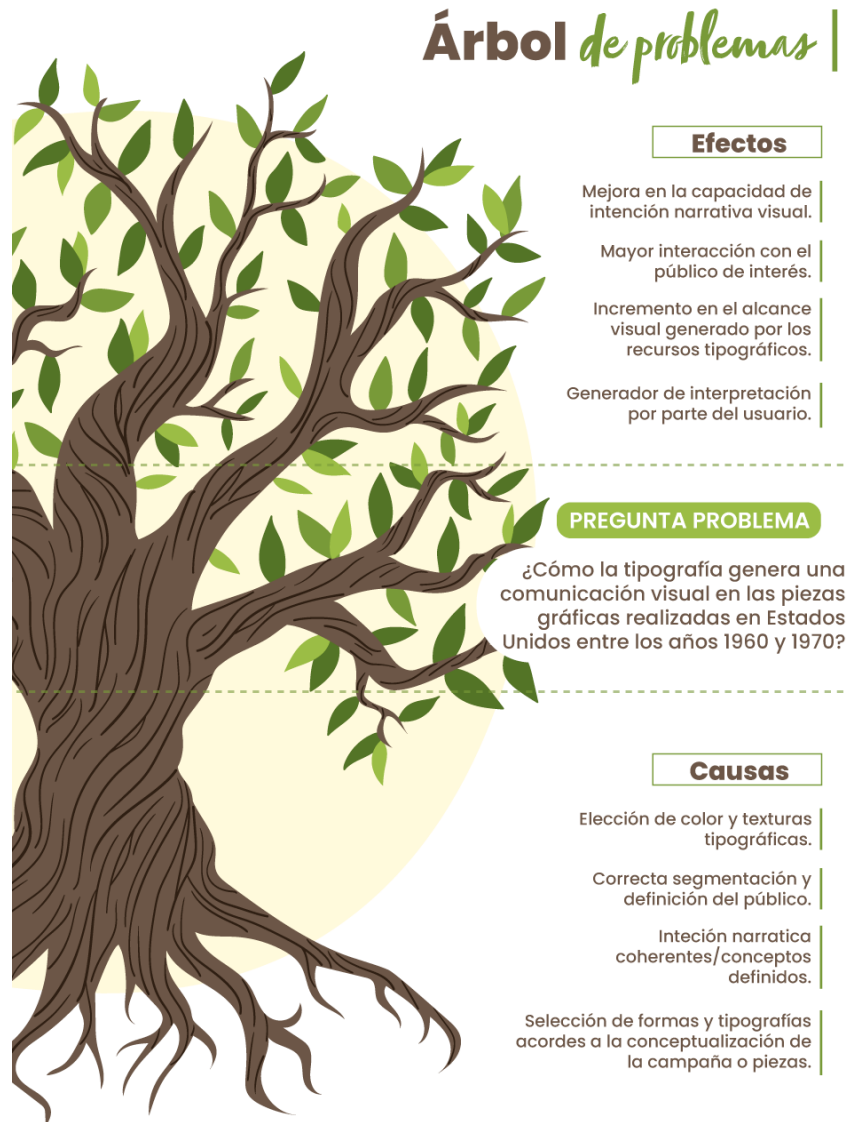 Árbol de problemas
Efectos
Mejora en la capacidad de
intención narrativa visual.
Mayor interacción con el
público de interés.
Incremento en el alcance
visual generado por los
recursos tipográficos.
Generador de interpretación
por parte del usuario.
PREGUNTA PROBLEMA
¿Cómo la tipografía genera una
comunicación visual en las piezas
gráficas realizadas en Estados
Unidos entre los años 1960 y 1970?
Causas
Elección de color y texturas
tipográficas.
Correcta segmentación y
definición del público.
Inteción narratica
coherentes/conceptos
definidos.
Selección de formas y tipografías
acordes a la conceptualización de
la campaña o piezas.